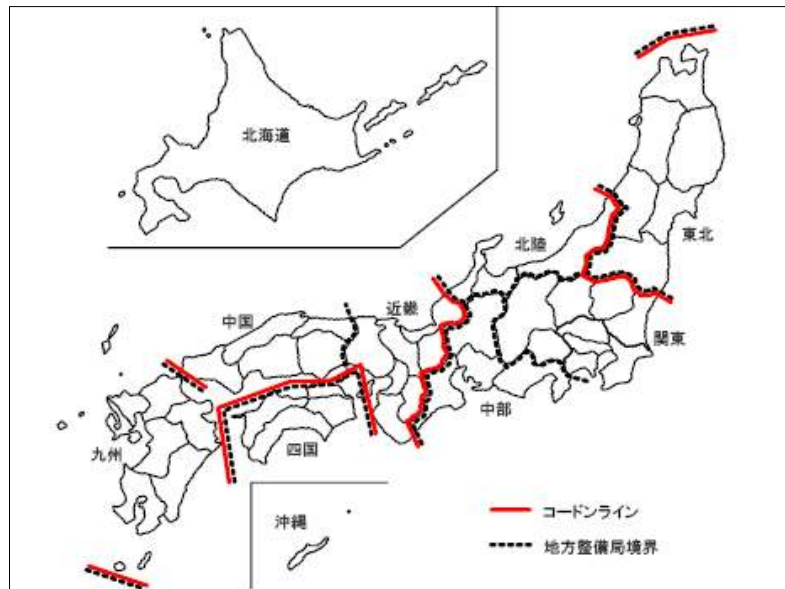 北海道
北陸
東北
近畿
中国
関東
中部
九州
四国
沖縄
コードンライン
地方整備局境界